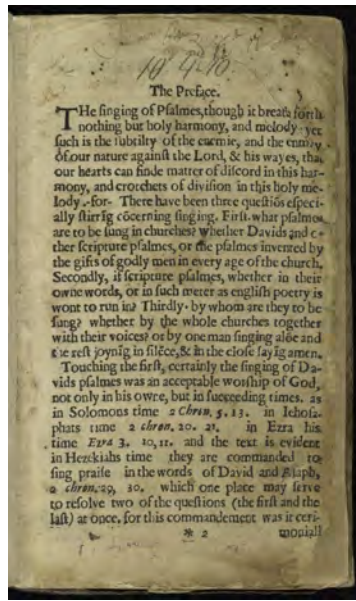 The Preface.
THe singing of Psalmes, though it breath forth
nothing but holy harmony, and melody: yet
such is the subtilty of the enemie, and the enmity
of our nature against the Lord, & his wayes, that
our hearts can finde matter of discord in this har-
mony, and crotchets of division in this holy me-
lody.-for- There have been three questiõs especi-
ally stirrĩg cõcerning singing. First. what psalmes
are to be sung in churches? whether Davids and o-
ther scripture psalmes, or the psalmes invented by
the gifts of godly men in every age of the church.
Secondly, if scripture psalmes, whether in their
owne words, or in such meter as english poetry is
wont to run in? Thirdly. by whom are they to be
sung? whether by the whole churches together
with their voices? or by one man singing alõe and
the rest joynĩg in silẽce, & in the close sayĩg amen.
Touching the first, certainly the singing of Da-
vids psalmes was an acceptable worship of God,
not only in his owne, but in succeeding times. as
in Solomons time 2 Chron. 5. 13. in Iehosa-
phats time 2 chron. 20. 21. in Ezra his
time Ezra 3. 10, 11. and the text is evident
in Hezekiahs time they are commanded to
sing praise in the words of David and Asaph,
2 chron. 29, 30. which one place may serve
to resolve two of the questions (the first and the
last) at once. for this commandement was it ceri-
* 2 moniall